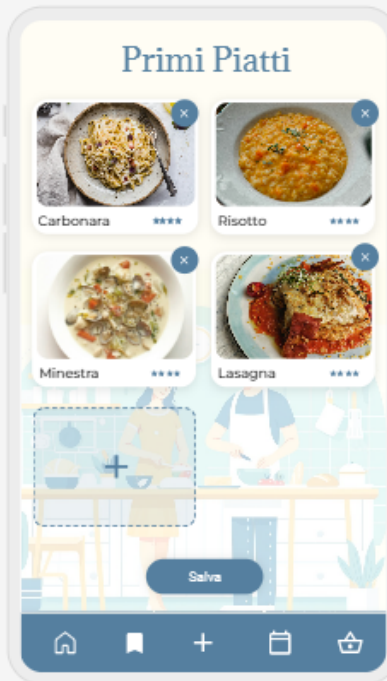 Primi Piatti
Carbonara ****
Risotto ****
Minestra ****
Lasagna ****
Salva